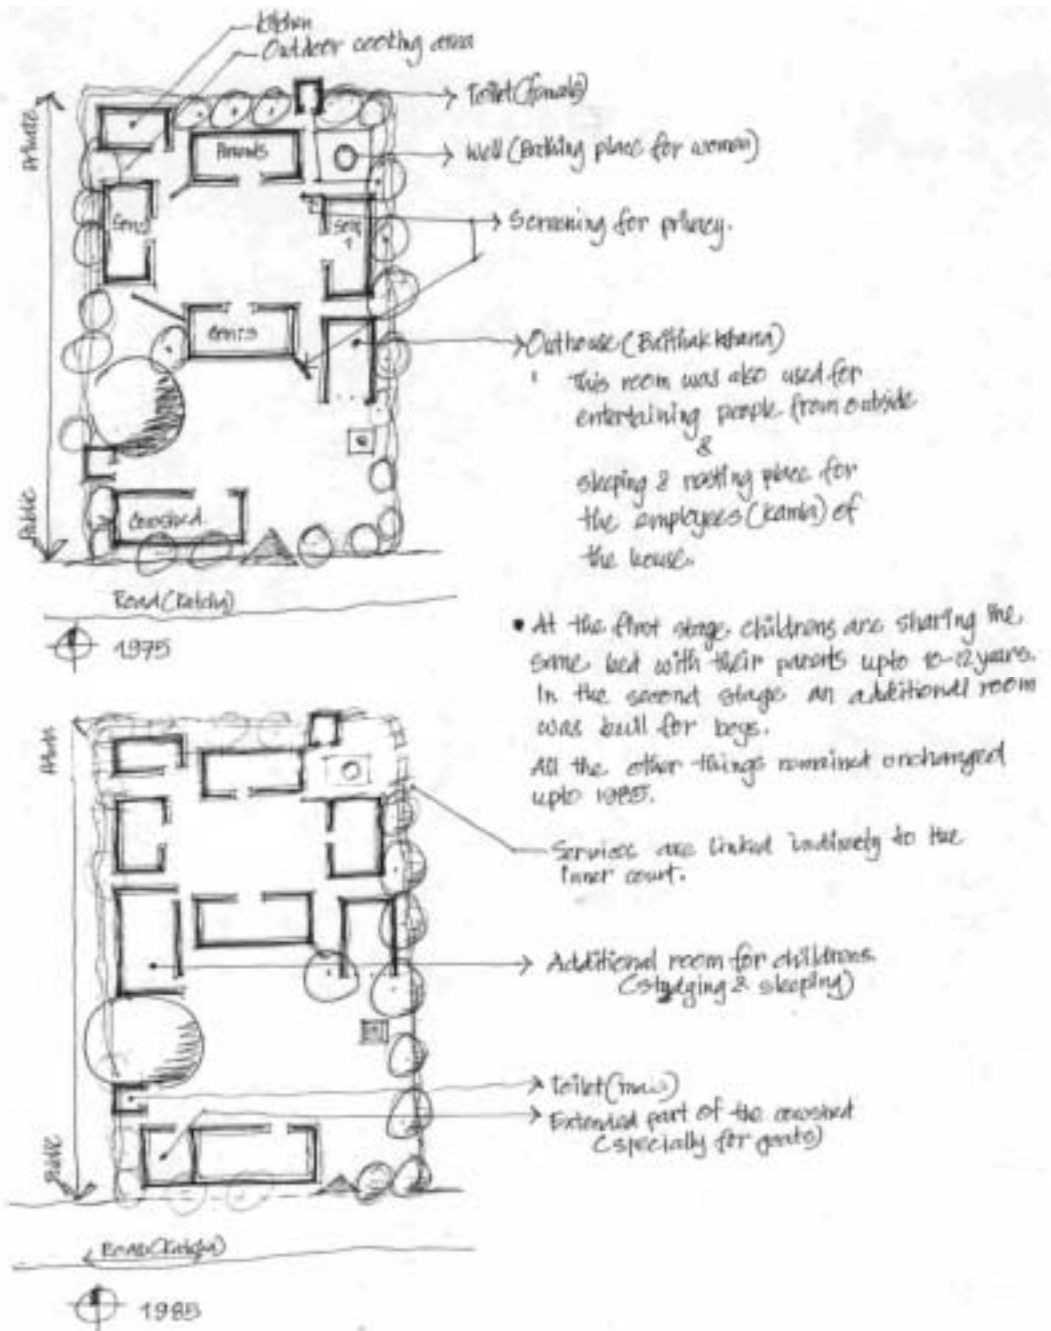 Kitchen
Outdoor cooking area
Toilet (female)
Well (Bathing place for woman)
Private
Parents
Sons
Son
Screening for privacy.
Outhouse (Baithak khana)
This room was also used for
entertaining people from outside
&
sleeping & resting place for
the employees (kamla) of
the house.
Public
Cowshed
Road (Katcha)
1975
• At the first stage childrens are sharing the
same bed with their parents upto 10-12 years.
In the second stage an additional room
was built for boys.
All the other things remained unchanged
upto 1985.
Private
Services are linked indirectly to the
inner court.
Additional room for childrens
(studying & sleeping)
Toilet (male)
Extended part of the cowshed
(specially for goats)
Public
Road (Katcha)
1985